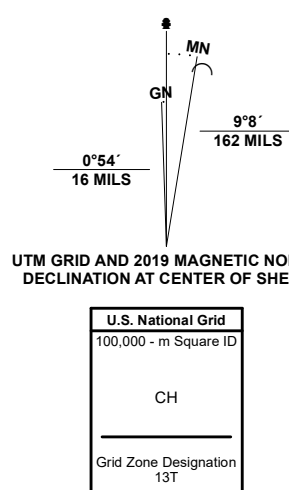 MN
GN
9°8´
162 MILS
0°54´
16 MILS
UTM GRID AND 2019 MAGNETIC NO
DECLINATION AT CENTER OF SHE
U.S. National Grid
100,000 - m Square ID
CH
Grid Zone Designation
13T